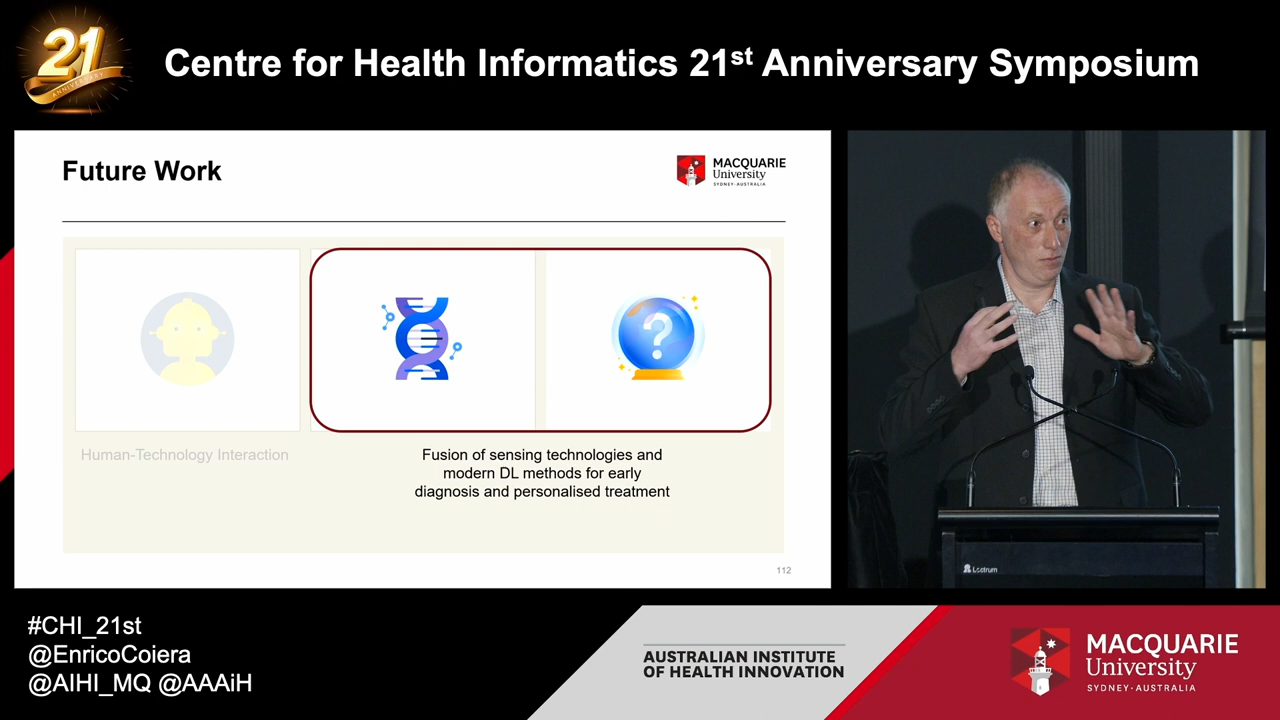 21
ANNIVERSARY
Centre for Health Informatics 21st Anniversary Symposium
Future Work
MACQUARIE
University
SYDNEY·AUSTRALIA
?
Human-Technology Interaction
Fusion of sensing technologies and
modern DL methods for early
diagnosis and personalised treatment
112
Lectrum
#CHI_21st
@EnricoCoiera
@AIHI_MQ @AAAiH
AUSTRALIAN INSTITUTE
OF HEALTH INNOVATION
MACQUARIE
University
SYDNEY·AUSTRALIA